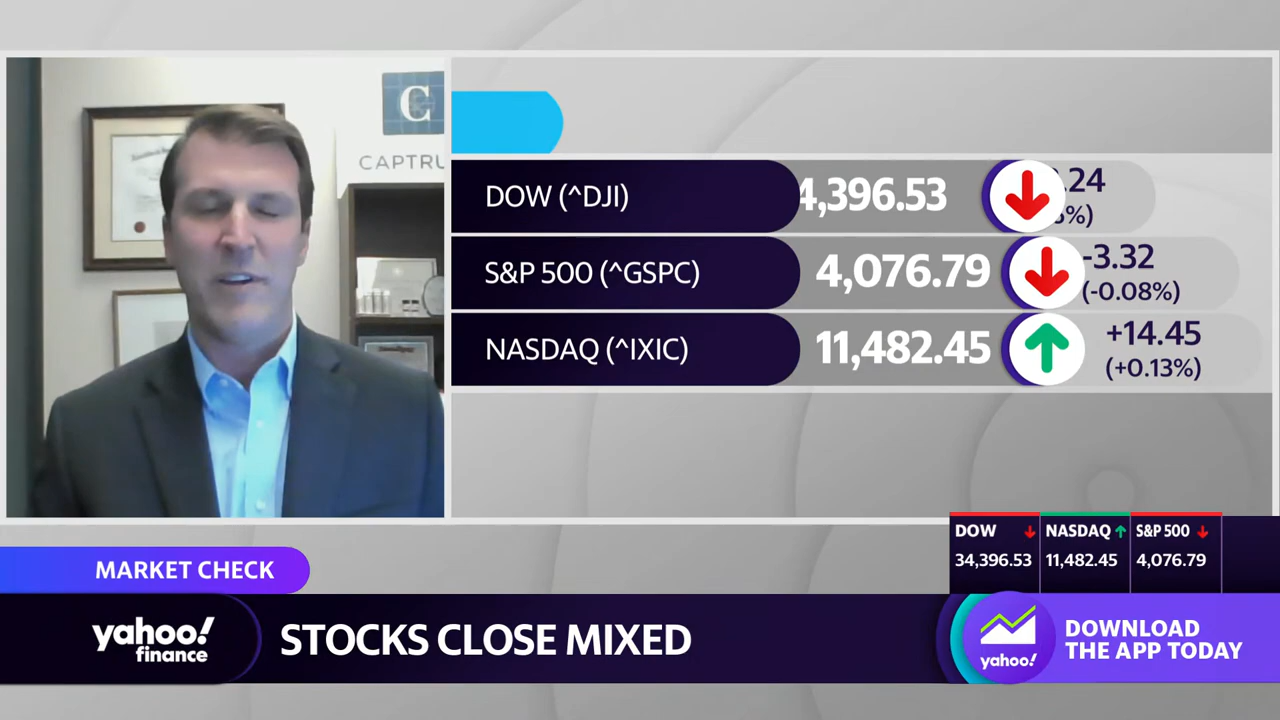 C
CAPTRU
DOW (^DJI)
4,396.53
.24
%)
S&P 500 (^GSPC)
4,076.79
-3.32
(-0.08%)
NASDAQ (^IXIC)
11,482.45
+14.45
(+0.13%)
DOW
NASDAQ
S&P 500
34,396.53
11,482.45
4,076.79
MARKET CHECK
yahoo!
finance
STOCKS CLOSE MIXED
yahoo!
DOWNLOAD
THE APP TODAY